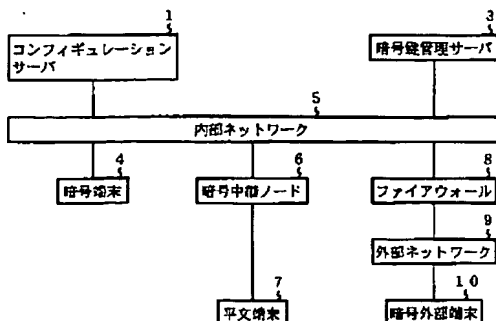 1
コンフィギュレーション
サーバ
3
暗号鍵管理サーバ
5
内部ネットワーク
4
暗号端末
6
暗号中継ノード
8
ファイアウォール
9
外部ネットワーク
7
平文端末
10
暗号外部端末